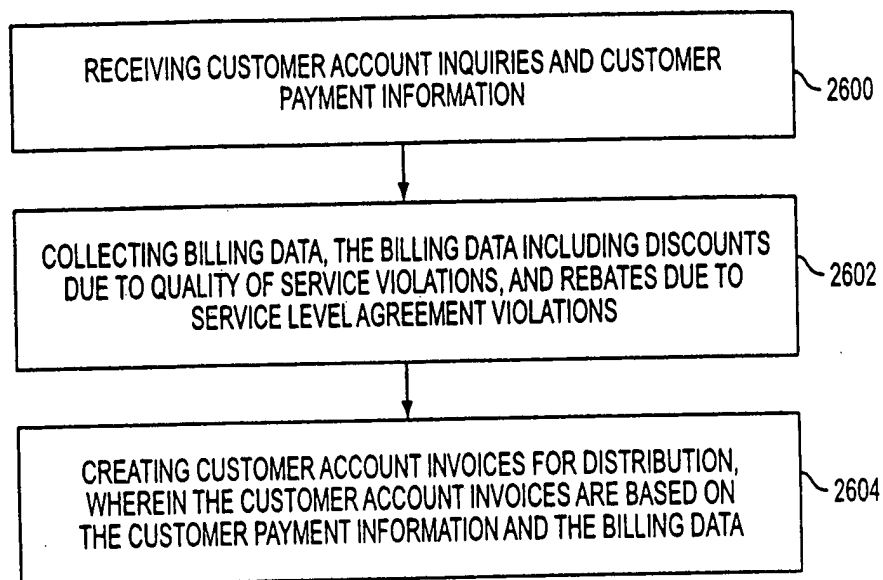 RECEIVING CUSTOMER ACCOUNT INQUIRIES AND CUSTOMER
PAYMENT INFORMATION
2600
COLLECTING BILLING DATA, THE BILLING DATA INCLUDING DISCOUNTS
DUE TO QUALITY OF SERVICE VIOLATIONS, AND REBATES DUE TO
SERVICE LEVEL AGREEMENT VIOLATIONS
2602
CREATING CUSTOMER ACCOUNT INVOICES FOR DISTRIBUTION,
WHEREIN THE CUSTOMER ACCOUNT INVOICES ARE BASED ON
THE CUSTOMER PAYMENT INFORMATION AND THE BILLING DATA
2604